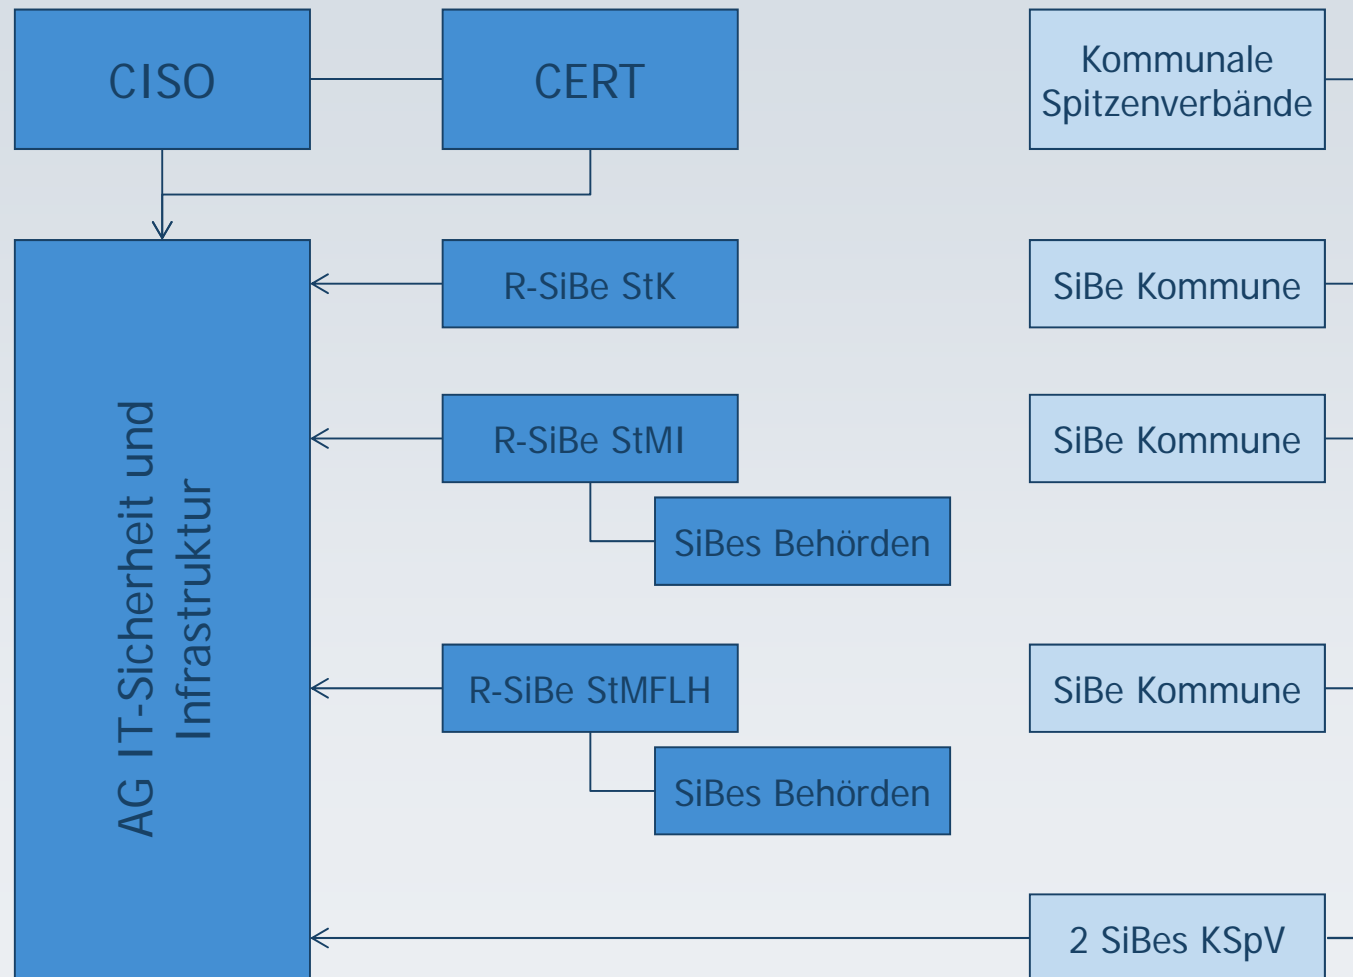 CISO
CERT
Kommunale
Spitzenverbände
R-SiBe StK
SiBe Kommune
R-SiBe StMI
SiBe Kommune
SiBes Behörden
AG IT-Sicherheit und
Infrastruktur
R-SiBe StMFLH
SiBe Kommune
SiBes Behörden
2 SiBes KSpV